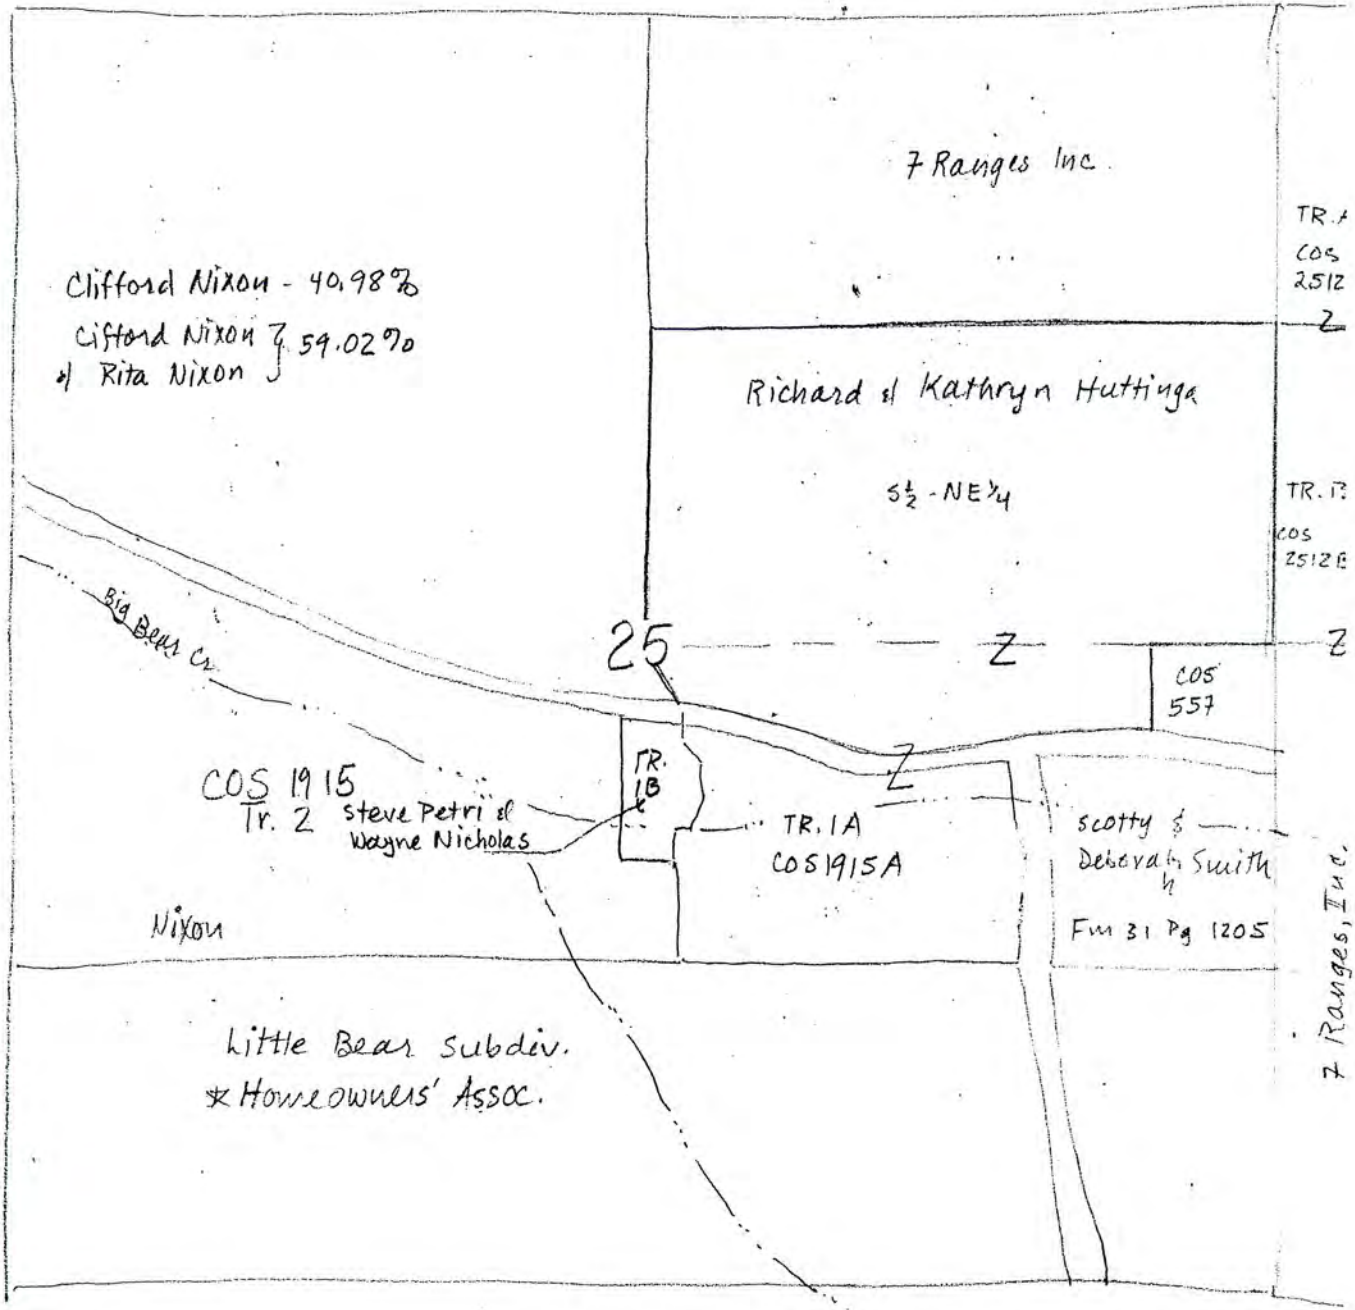 7 Ranges Inc.
TR. A
COS
2512
Z
Clifford Nixon - 40.98%
Cifford Nixon } 59.02%
& Rita Nixon
Richard & Kathryn Huttinga
S½ - NE¼
TR. B
COS
2512B
Big Bear Cr
25
Z
Z
COS
557
COS 1915
Tr. 2
Steve Petri &
Wayne Nicholas
TR.
1B
Z
TR. 1A
COS 1915A
Scotty &
Deborah Smith
h
Fm 31 Pg 1205
Nixon
7 Ranges, Inc.
Little Bear Subdiv.
* Homeowners' Assoc.